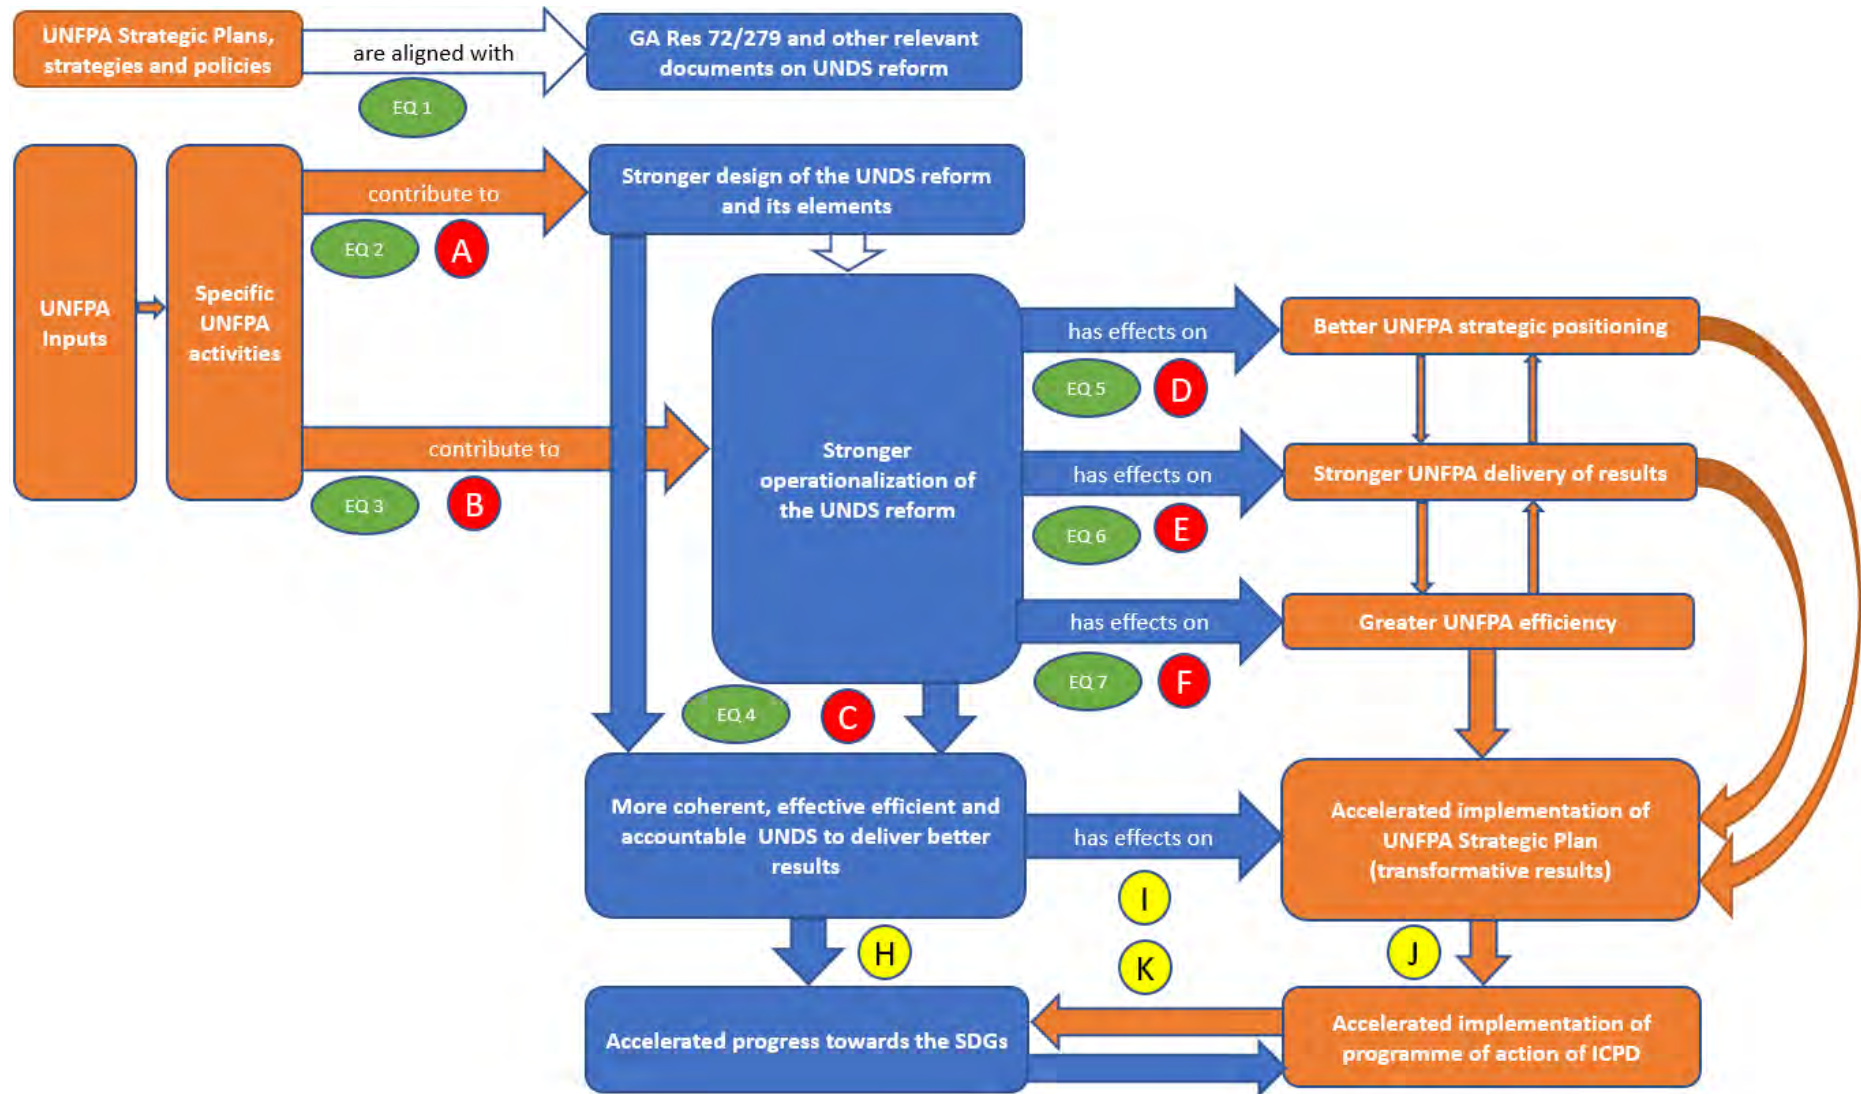 UNFPA Strategic Plans,
strategies and policies
are aligned with
GA Res 72/279 and other relevant
documents on UNDS reform
EQ 1
UNFPA
Inputs
Specific
UNFPA
activities
contribute to
Stronger design of the UNDS reform
and its elements
EQ 2
A
contribute to
EQ 3
B
Stronger
operationalization of
the UNDS reform
has effects on
Better UNFPA strategic positioning
EQ 5
D
has effects on
Stronger UNFPA delivery of results
EQ 6
E
has effects on
Greater UNFPA efficiency
EQ 7
F
EQ 4
C
More coherent, effective efficient and
accountable UNDS to deliver better
results
has effects on
Accelerated implementation of
UNFPA Strategic Plan
(transformative results)
I
H
K
J
Accelerated progress towards the SDGs
Accelerated implementation of
programme of action of ICPD